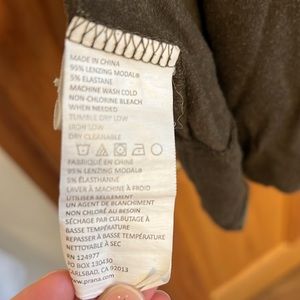 MADE IN CHINA
95% LENZING MODAL®
5% ELASTANE
MACHINE WASH COLD
NON-CHLORINE BLEACH
WHEN NEEDED
TUMBLE DRY LOW
IRON LOW
DRY CLEANABLE
FABRIQUÉ EN CHINE
95% LENZING MODAL®
5% ÉLASTHANNE
LAVER À MACHINE À FROID
UTILISER SEULEMENT
UN AGENT DE BLANCHIMENT
NON CHLORÉ AU BESOIN
SÉCHAGE PAR CULBUTAGE À
BASSE TEMPÉRATURE
REPASSER À BASSE TEMPÉRATURE
NETTOYABLE À SEC
RN 124977
PO BOX 130430
CARLSBAD, CA 92013
www.prana.com